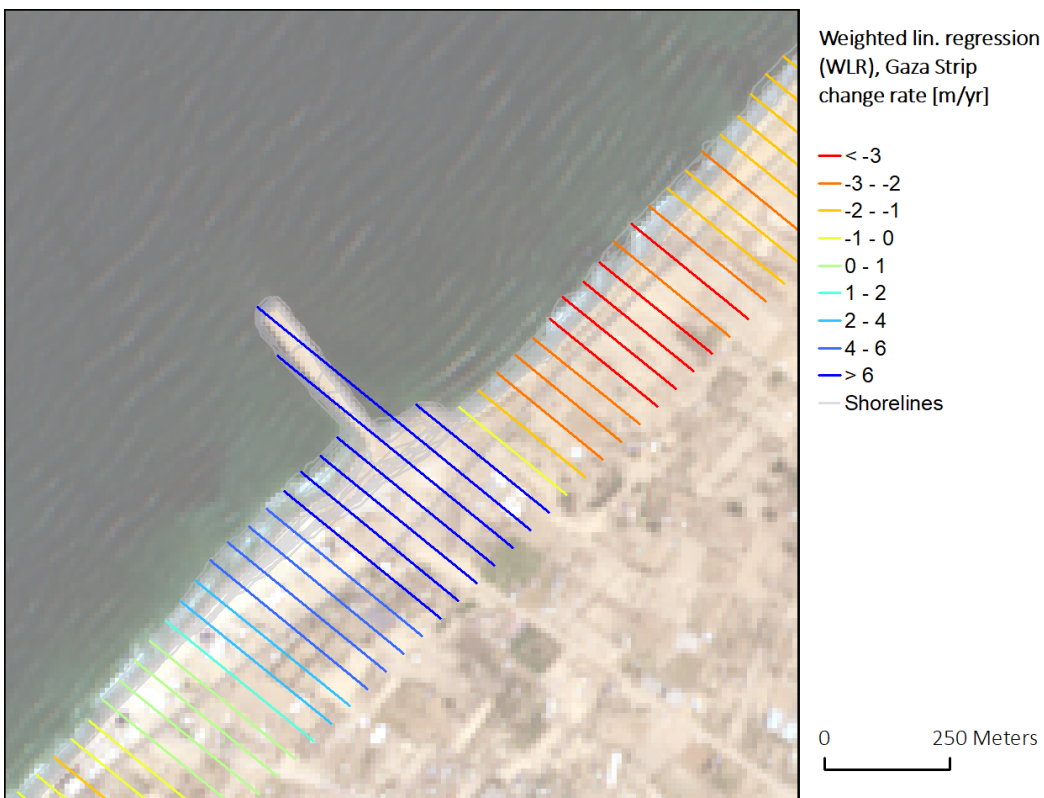 Weighted lin. regression
(WLR), Gaza Strip
change rate [m/yr]
< -3
-3 - -2
-2 - -1
-1 - 0
0 - 1
1 - 2
2 - 4
4 - 6
> 6
Shorelines
0 250 Meters